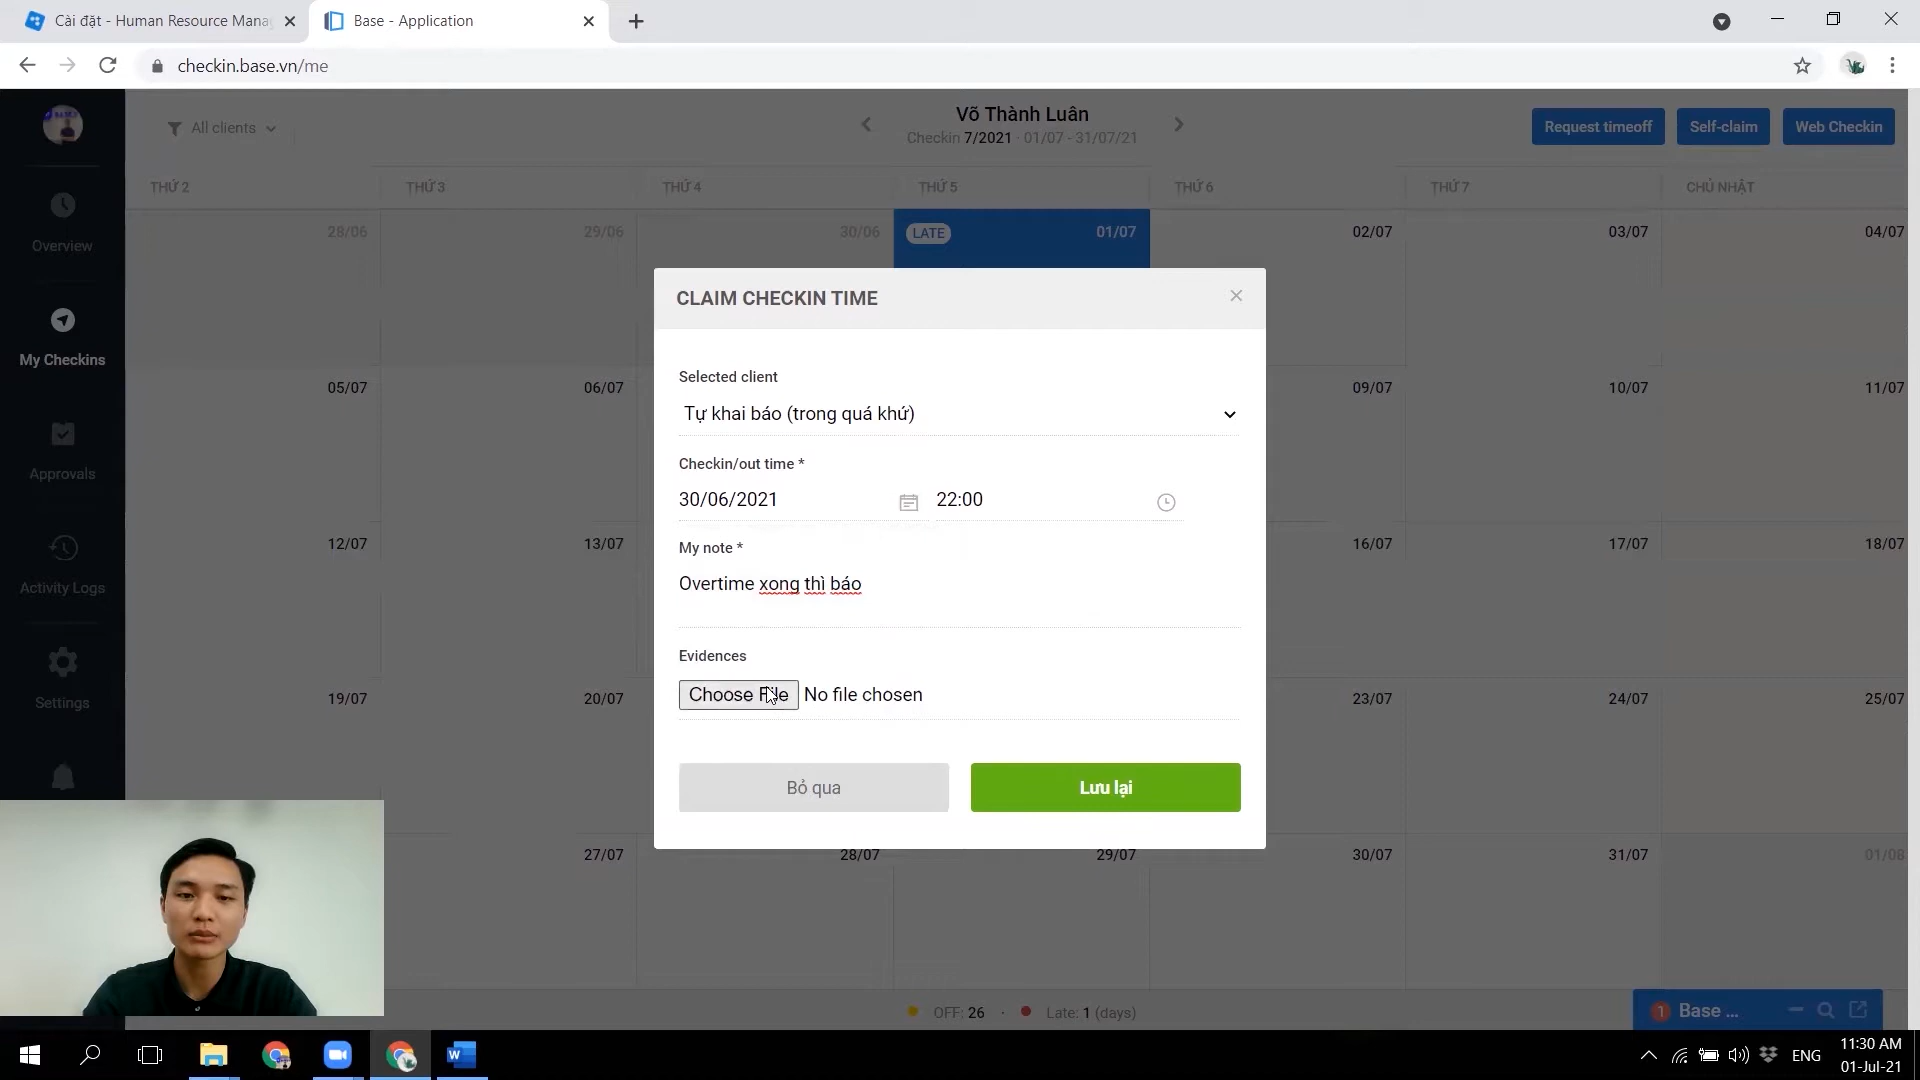 Cài đặt - Human Resource Mana
Base - Application
checkin.base.vn/me
All clients
Võ Thành Luân
Checkin 7/2021 · 01/07 - 31/07/21
Request timeoff
Self-claim
Web Checkin
THỨ 2
THỨ 3
THỨ 4
THỨ 5
THỨ 6
THỨ 7
CHỦ NHẬT
Overview
My Checkins
Approvals
Activity Logs
Settings
28/06
29/06
30/06
LATE
01/07
02/07
03/07
04/07
CLAIM CHECKIN TIME
Selected client
Tự khai báo (trong quá khứ)
Checkin/out time *
30/06/2021
22:00
My note *
Overtime xong thì báo
Evidences
Choose File
No file chosen
Bỏ qua
Lưu lại
05/07
06/07
09/07
10/07
11/07
12/07
13/07
16/07
17/07
18/07
19/07
20/07
23/07
24/07
25/07
27/07
28/07
29/07
30/07
31/07
01/08
OFF: 26 · Late: 1 (days)
1
Base ...
ENG
11:30 AM
01-Jul-21